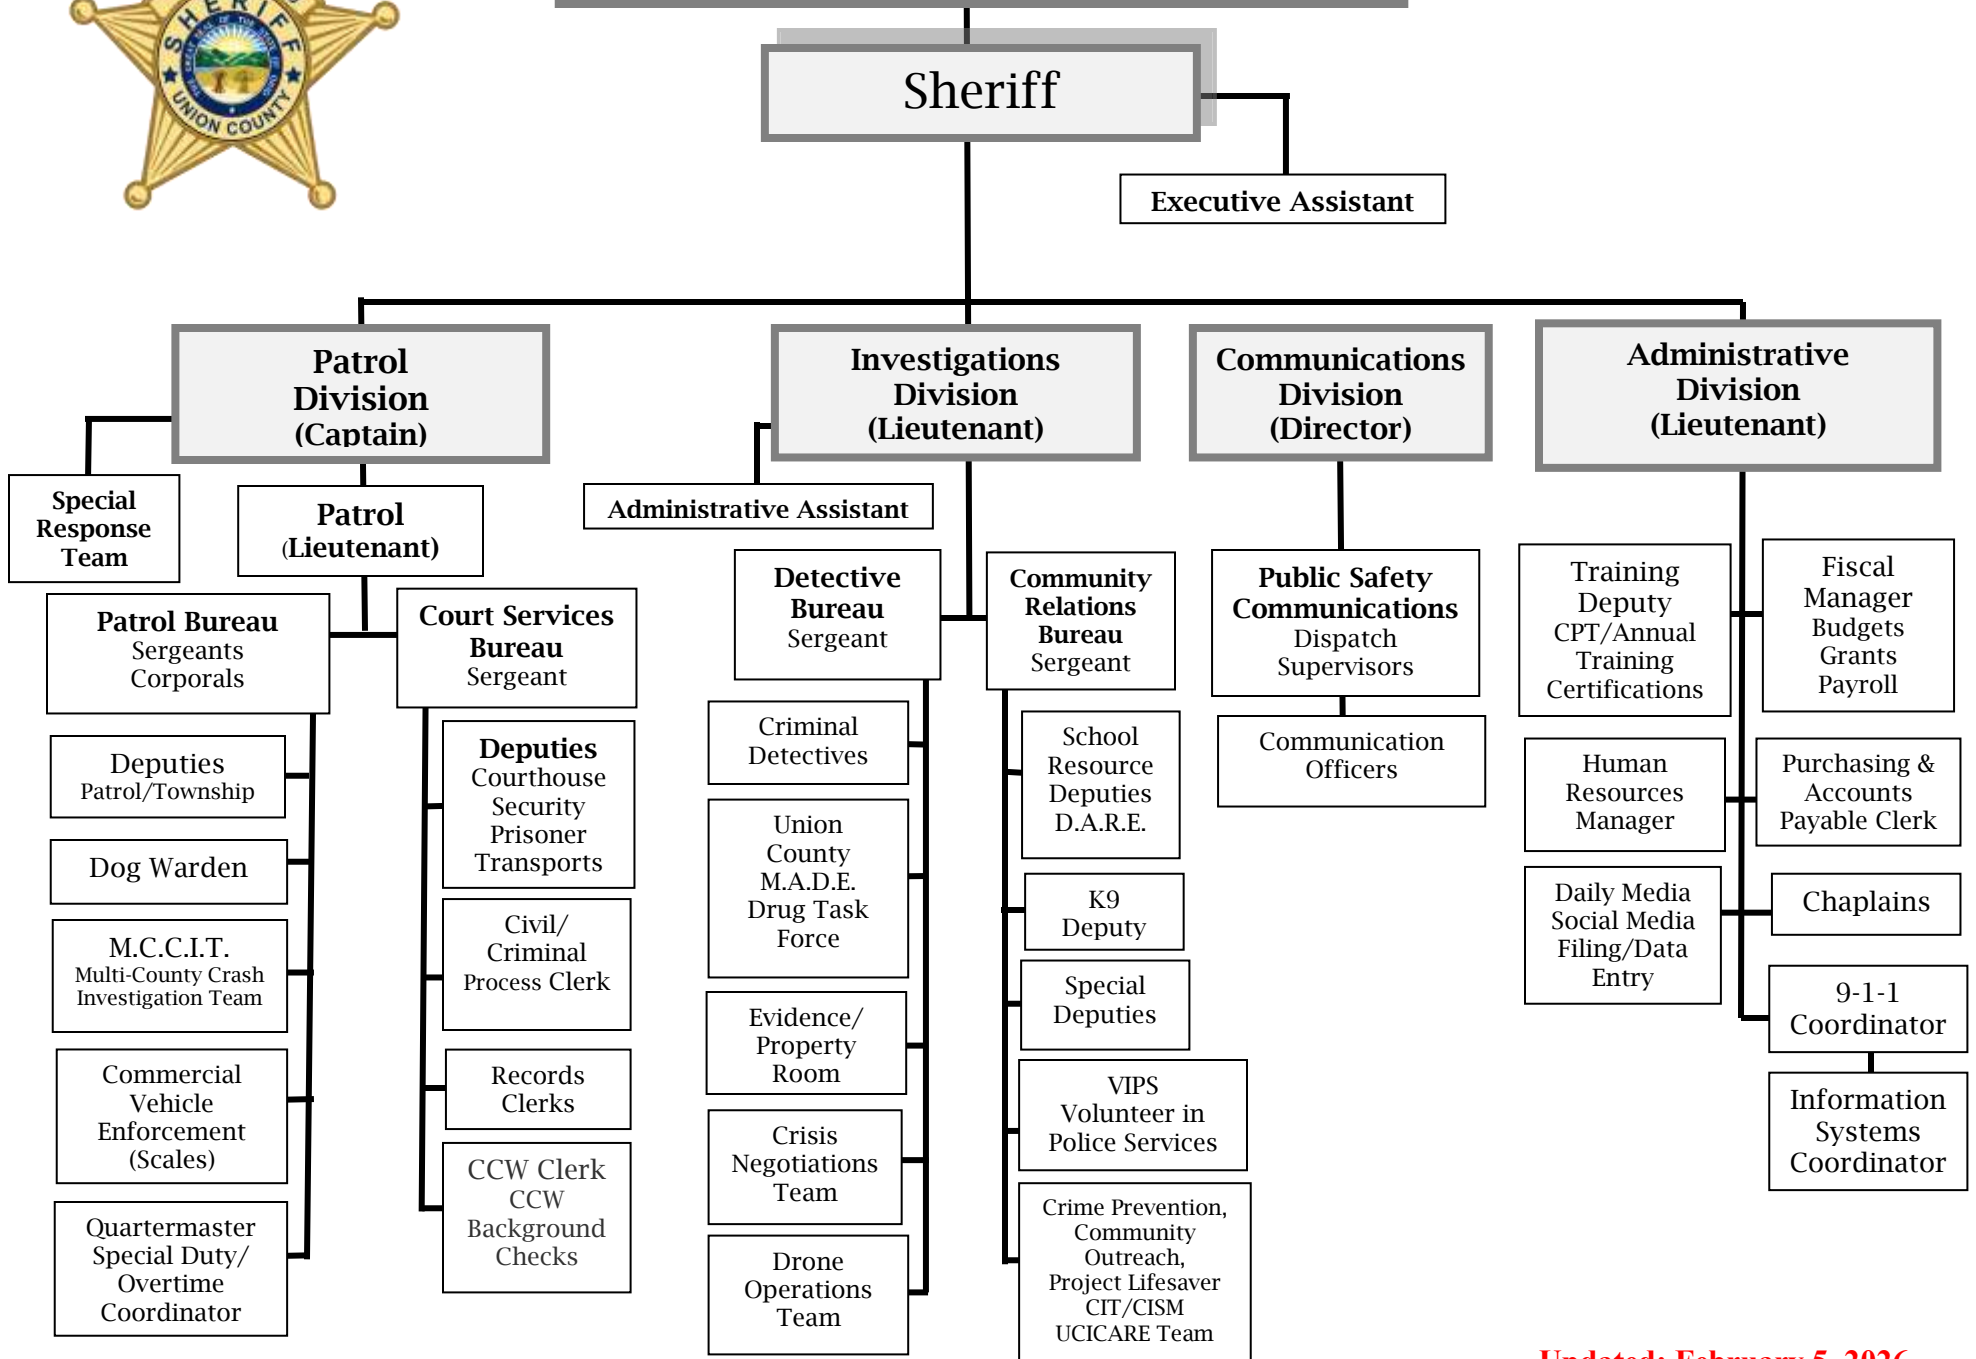 SHERIFF
UNION COUNTY
Sheriff
Executive Assistant
Patrol
Division
(Captain)
Investigations
Division
(Lieutenant)
Communications
Division
(Director)
Administrative
Division
(Lieutenant)
Special
Response
Team
Patrol
(Lieutenant)
Administrative Assistant
Patrol Bureau
Sergeants
Corporals
Court Services
Bureau
Sergeant
Detective
Bureau
Sergeant
Community
Relations
Bureau
Sergeant
Public Safety
Communications
Dispatch
Supervisors
Training
Deputy
CPT/Annual
Training
Certifications
Fiscal
Manager
Budgets
Grants
Payroll
Deputies
Patrol/Township
Dog Warden
M.C.C.I.T.
Multi-County Crash
Investigation Team
Commercial
Vehicle
Enforcement
(Scales)
Quartermaster
Special Duty/
Overtime
Coordinator
Deputies
Courthouse
Security
Prisoner
Transports
Civil/
Criminal
Process Clerk
Records
Clerks
CCW Clerk
CCW
Background
Checks
Criminal
Detectives
Union
County
M.A.D.E.
Drug Task
Force
Evidence/
Property
Room
Crisis
Negotiations
Team
Drone
Operations
Team
School
Resource
Deputies
D.A.R.E.
K9
Deputy
Special
Deputies
VIPS
Volunteer in
Police Services
Crime Prevention,
Community
Outreach,
Project Lifesaver
CIT/CISM
UCICARE Team
Communication
Officers
Human
Resources
Manager
Purchasing &
Accounts
Payable Clerk
Daily Media
Social Media
Filing/Data
Entry
Chaplains
9-1-1
Coordinator
Information
Systems
Coordinator
Updated: February 5, 2026